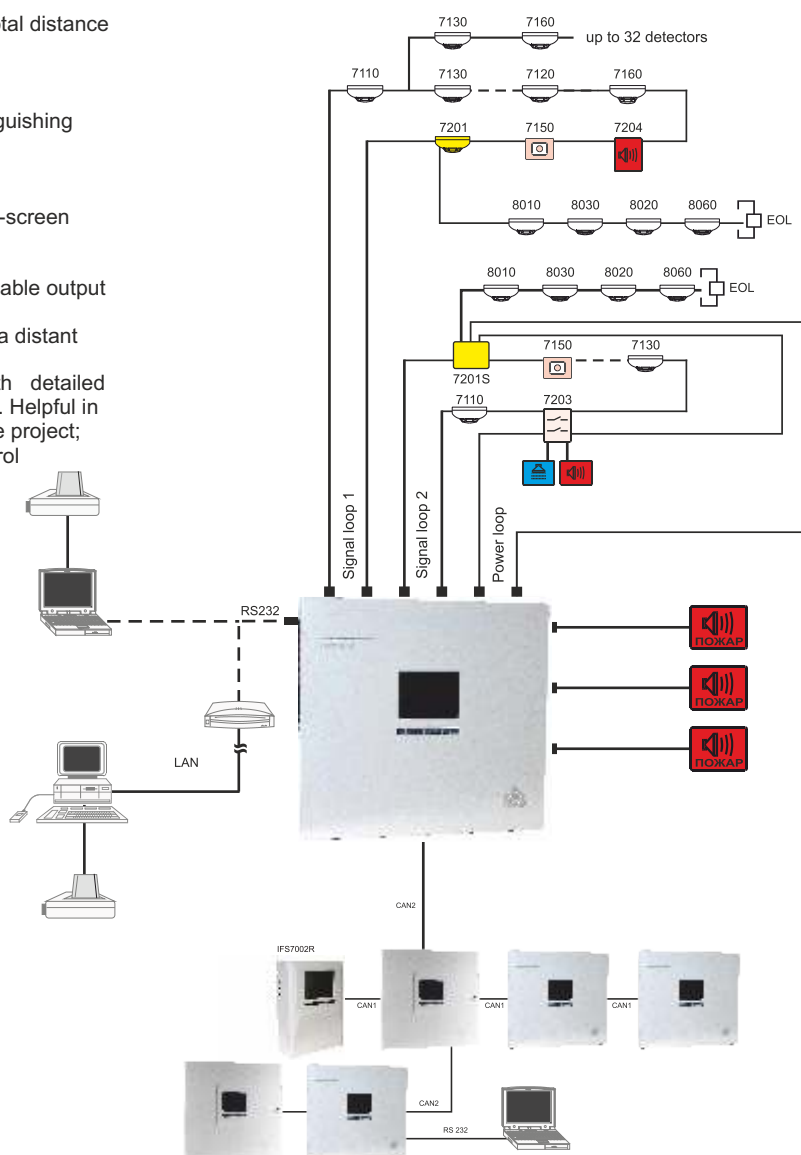 otal distance
7130 7160
up to 32 detectors
7110 7130 7120 7160
guishing
7201 7150 7204
-screen
8010 8030 8020 8060
EOL
8010 8030 8020 8060
EOL
able output
a distant
7150 7130
7201S
th detailed
. Helpful in
7110 7203
e project;
rol
Signal loop 1
Signal loop 2
Power loop
RS232
ПОЖАР
ПОЖАР
ПОЖАР
LAN
CAN2
IFS7002R
CAN1 CAN1 CAN1
CAN2
RS 232